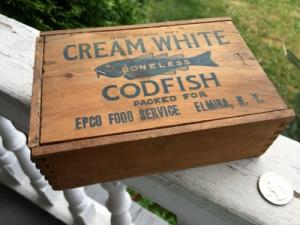 ONE POUND NET
CREAM WHITE
BONELESS
CODFISH
PACKED FOR
EPCO FOOD SERVICE ELMIRA, N. Y.